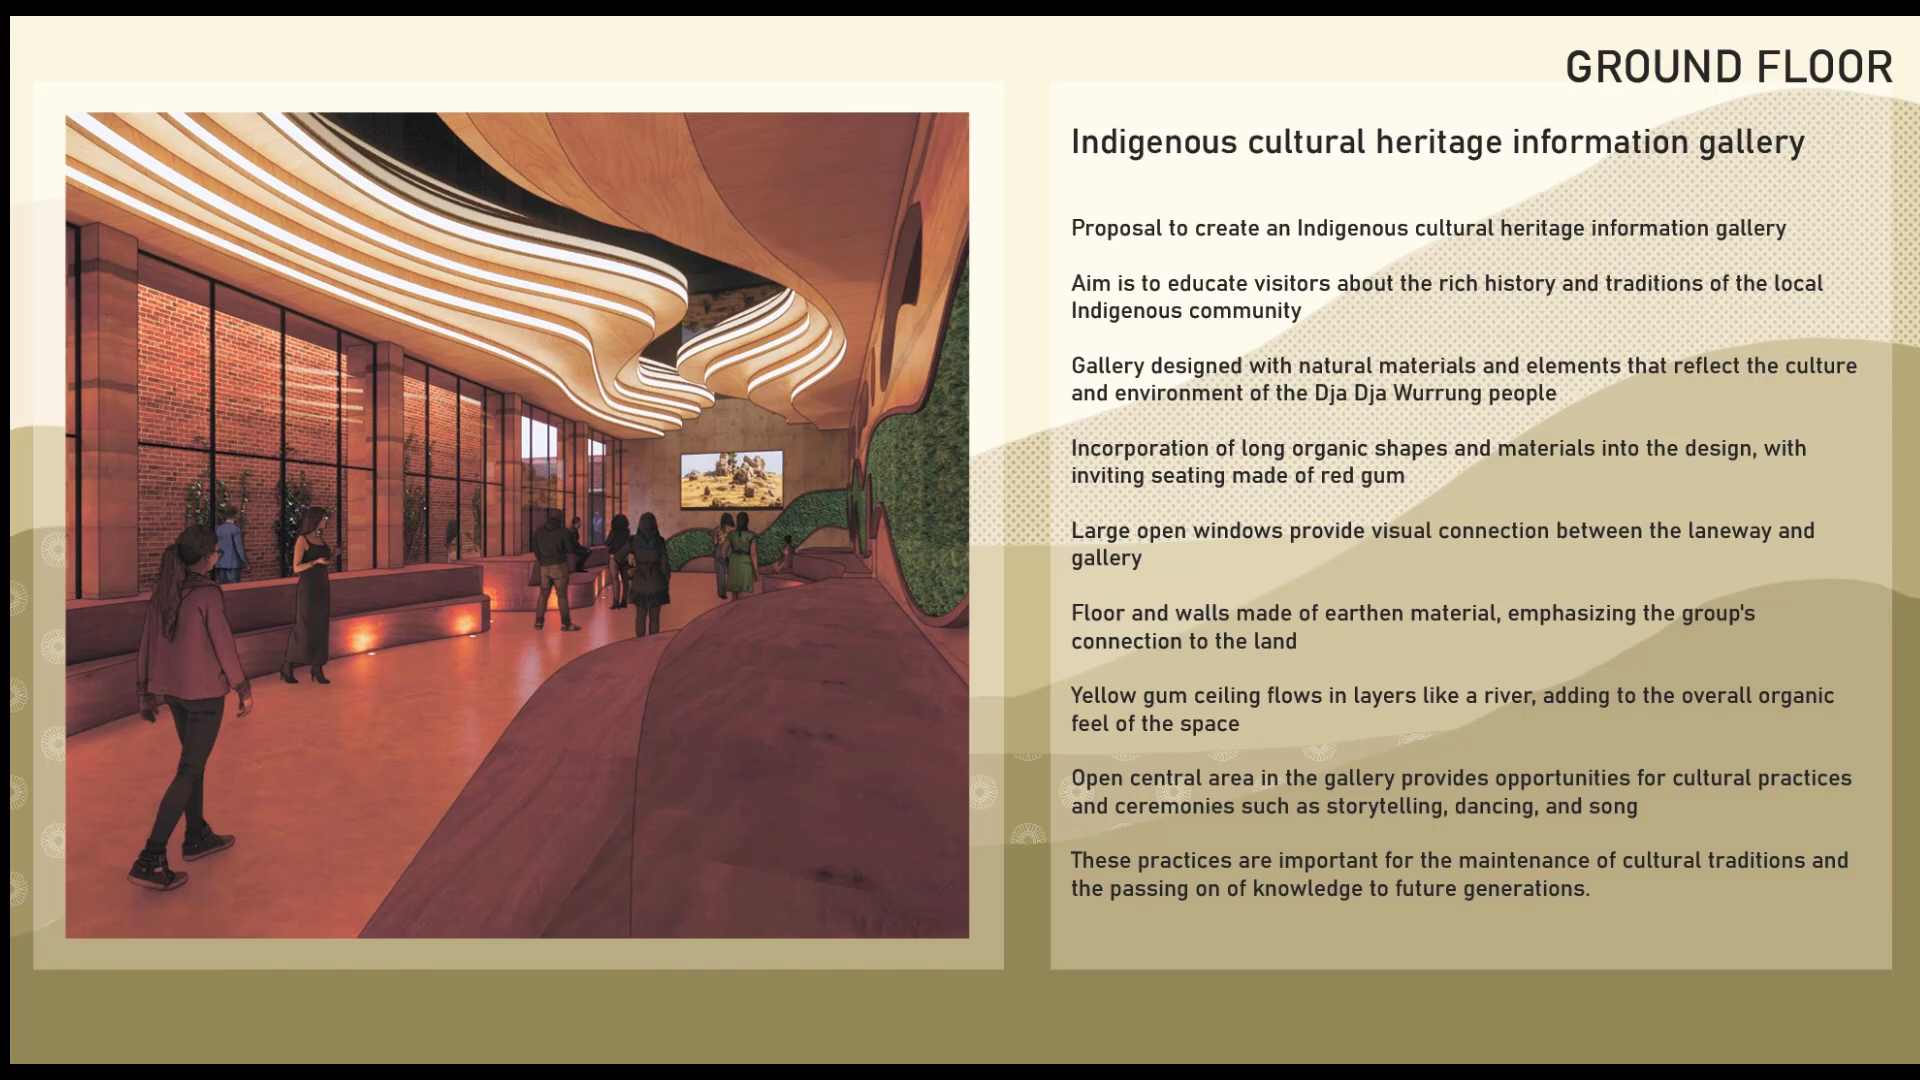 GROUND FLOOR
Indigenous cultural heritage information gallery
Proposal to create an Indigenous cultural heritage information gallery
Aim is to educate visitors about the rich history and traditions of the local
Indigenous community
Gallery designed with natural materials and elements that reflect the culture
and environment of the Dja Dja Wurrung people
Incorporation of long organic shapes and materials into the design, with
inviting seating made of red gum
Large open windows provide visual connection between the laneway and
gallery
Floor and walls made of earthen material, emphasizing the group's
connection to the land
Yellow gum ceiling flows in layers like a river, adding to the overall organic
feel of the space
Open central area in the gallery provides opportunities for cultural practices
and ceremonies such as storytelling, dancing, and song
These practices are important for the maintenance of cultural traditions and
the passing on of knowledge to future generations.